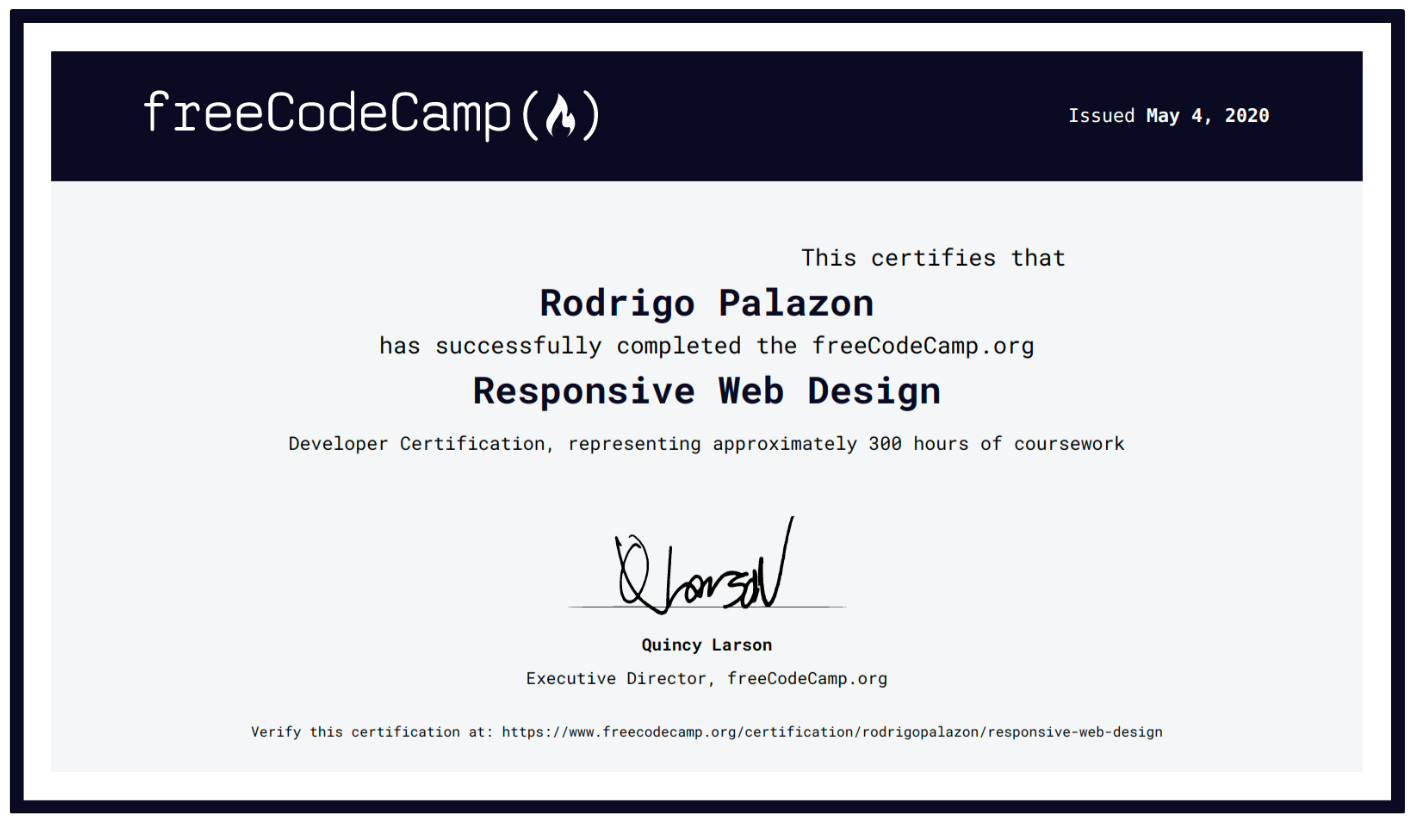 freeCodeCamp(🔥)
Issued May 4, 2020
This certifies that
Rodrigo Palazon
has successfully completed the freeCodeCamp.org
Responsive Web Design
Developer Certification, representing approximately 300 hours of coursework
QLarson
Quincy Larson
Executive Director, freeCodeCamp.org
Verify this certification at: https://www.freecodecamp.org/certification/rodrigopalazon/responsive-web-design